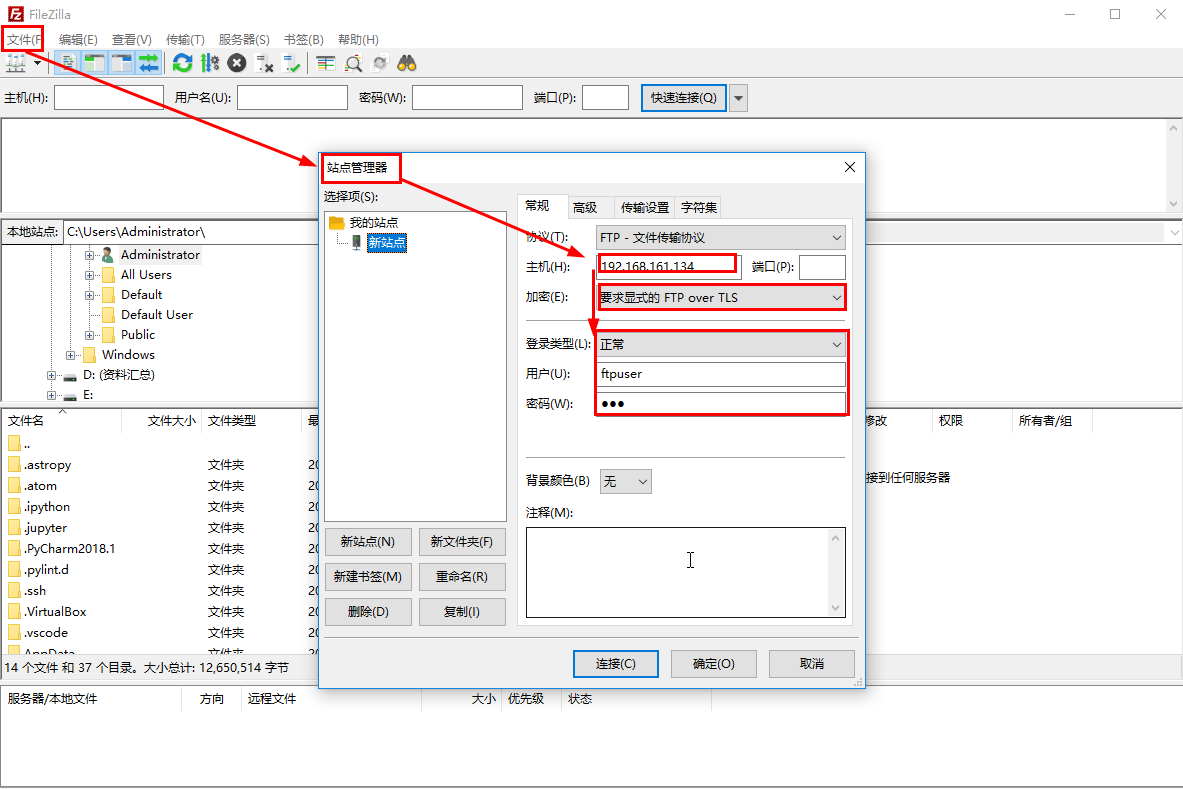 FileZilla
文件(F 编辑(E) 查看(V) 传输(T) 服务器(S) 书签(B) 帮助(H)
主机(H): 用户名(U): 密码(W): 端口(P): 快速连接(Q)
站点管理器
选择项(S):
我的站点
新站点
新站点(N) 新文件夹(F)
新建书签(M) 重命名(R)
删除(D) 复制(I)
常规 高级 传输设置 字符集
协议(T): FTP - 文件传输协议
主机(H): 192.168.161.134 端口(P):
加密(E): 要求显式的 FTP over TLS
登录类型(L): 正常
用户(U): ftpuser
密码(W): ●●●
背景颜色(B) 无
注释(M):
连接(C) 确定(O) 取消
本地站点: C:\Users\Administrator\
Administrator
All Users
Default
Default User
Public
Windows
D: (资料汇总)
E:
文件名 文件大小 文件类型 最
..
.astropy 文件夹 20
.atom 文件夹 20
.ipython 文件夹 20
.jupyter 文件夹 20
.PyCharm2018.1 文件夹 20
.pylint.d 文件夹 20
.ssh 文件夹 20
.VirtualBox 文件夹 20
.vscode 文件夹 20
AppData 文件夹 20
14 个文件 和 37 个目录。大小总计: 12,650,514 字节
修改 权限 所有者/组
接到任何服务器
服务器/本地文件 方向 远程文件 大小 优先级 状态